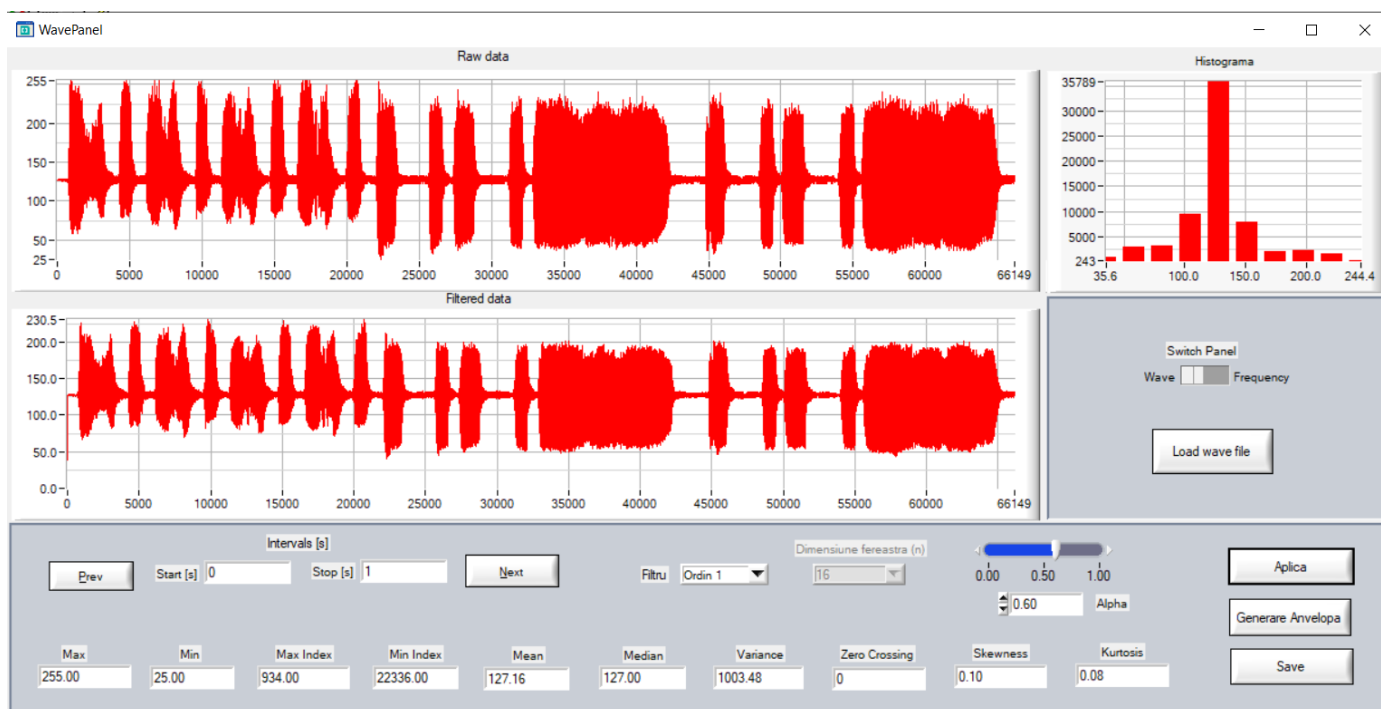 WavePanel
Raw data
255
200
150
100
50
25
0 5000 10000 15000 20000 25000 30000 35000 40000 45000 50000 55000 60000 66149
Histograma
35789
30000
25000
20000
15000
10000
5000
243
35.6 100.0 150.0 200.0 244.4
Filtered data
230.5
200.0
150.0
100.0
50.0
0.0
0 5000 10000 15000 20000 25000 30000 35000 40000 45000 50000 55000 60000 66149
Switch Panel
Wave Frequency
Load wave file
Intervals [s]
Prev Start [s] 0 Stop [s] 1 Next
Filtru Ordin 1
Dimensiune fereastra (n)
16
0.00 0.50 1.00
0.60 Alpha
Aplica
Generare Anvelopa
Save
Max Min Max Index Min Index Mean Median Variance Zero Crossing Skewness Kurtosis
255.00 25.00 934.00 22336.00 127.16 127.00 1003.48 0 0.10 0.08